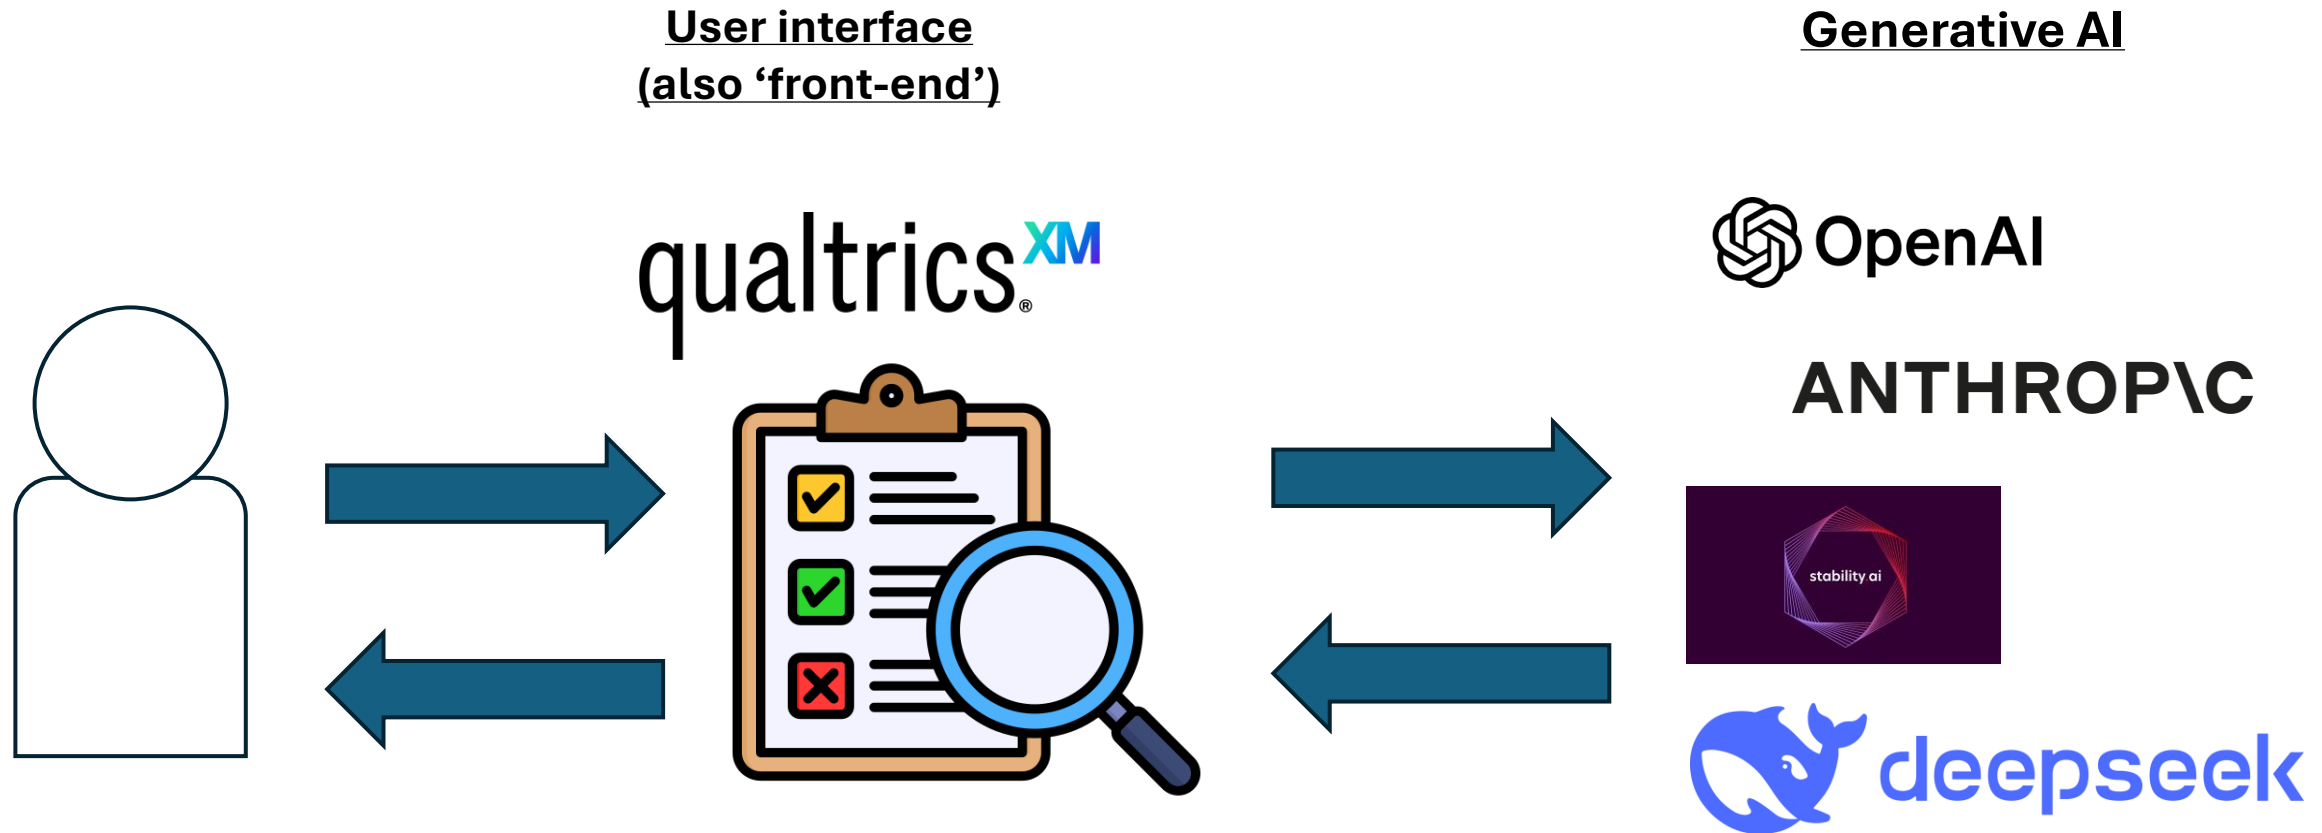 User interface
(also ‘front-end’)
Generative AI
qualtrics XM ®
OpenAI
ANTHROP\C
stability ai
deepseek